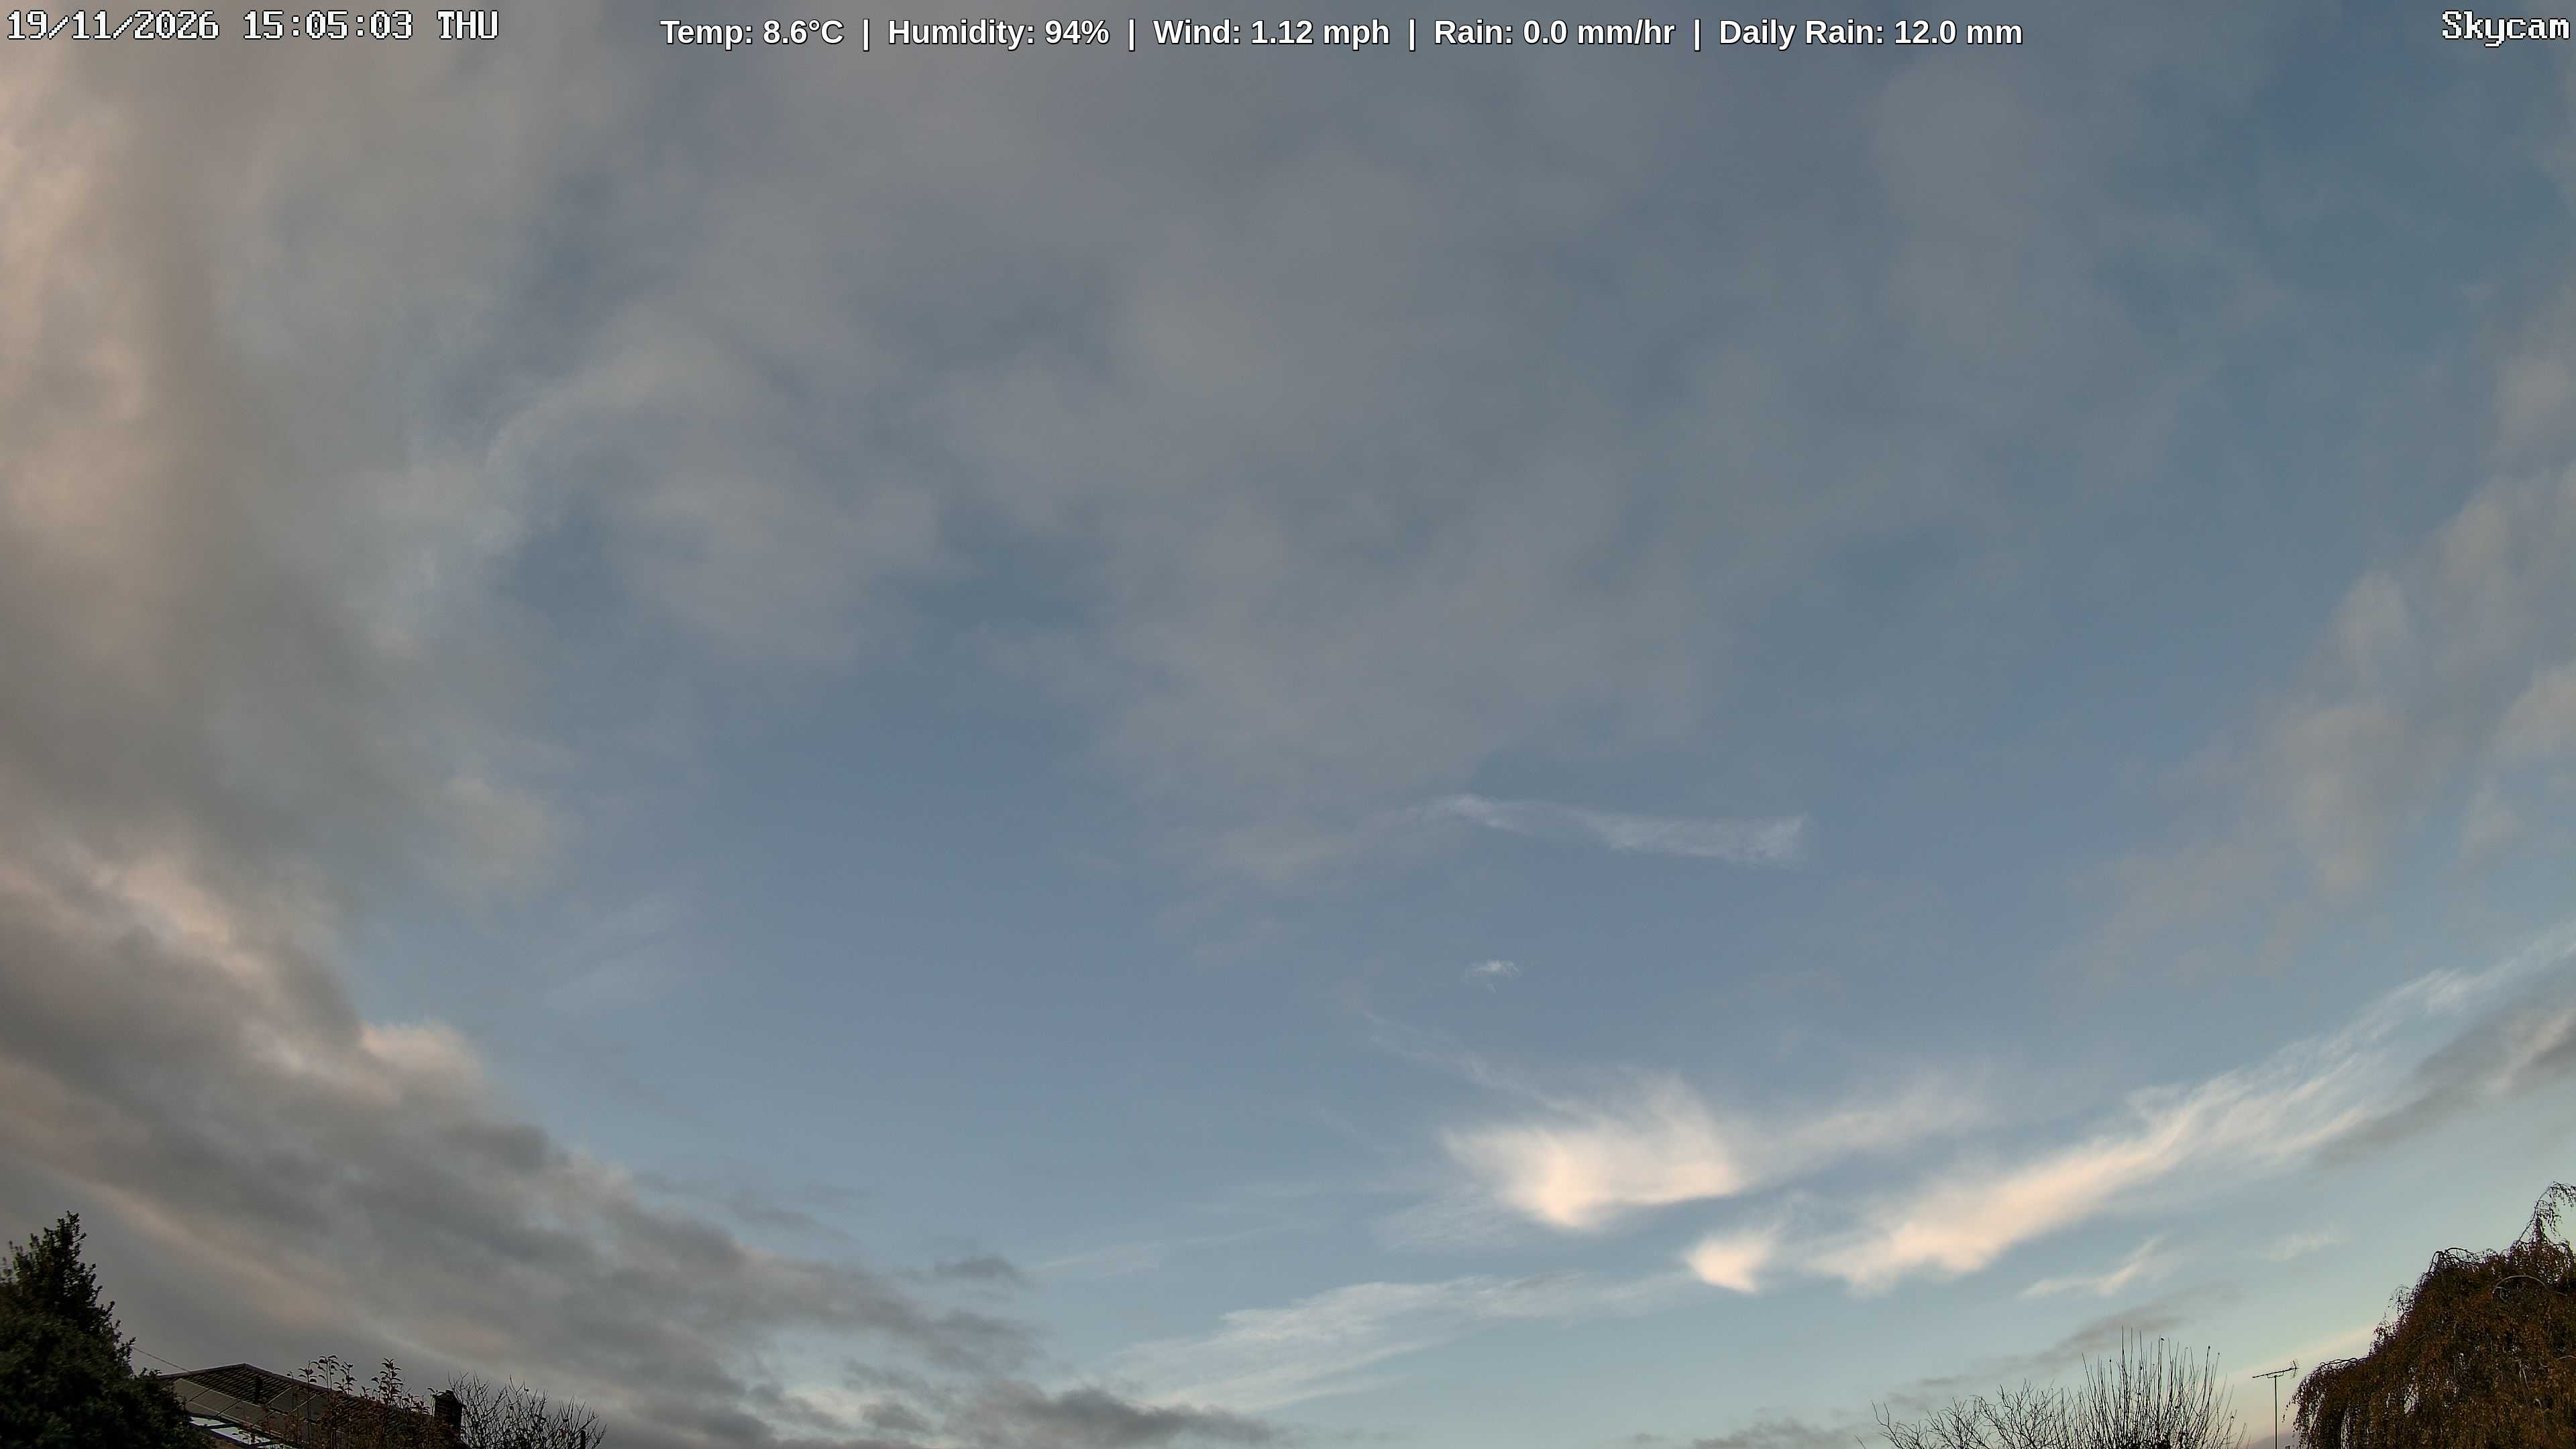 19/11/2026 15:05:03 THU
Temp: 8.6°C | Humidity: 94% | Wind: 1.12 mph | Rain: 0.0 mm/hr | Daily Rain: 12.0 mm
Skycam